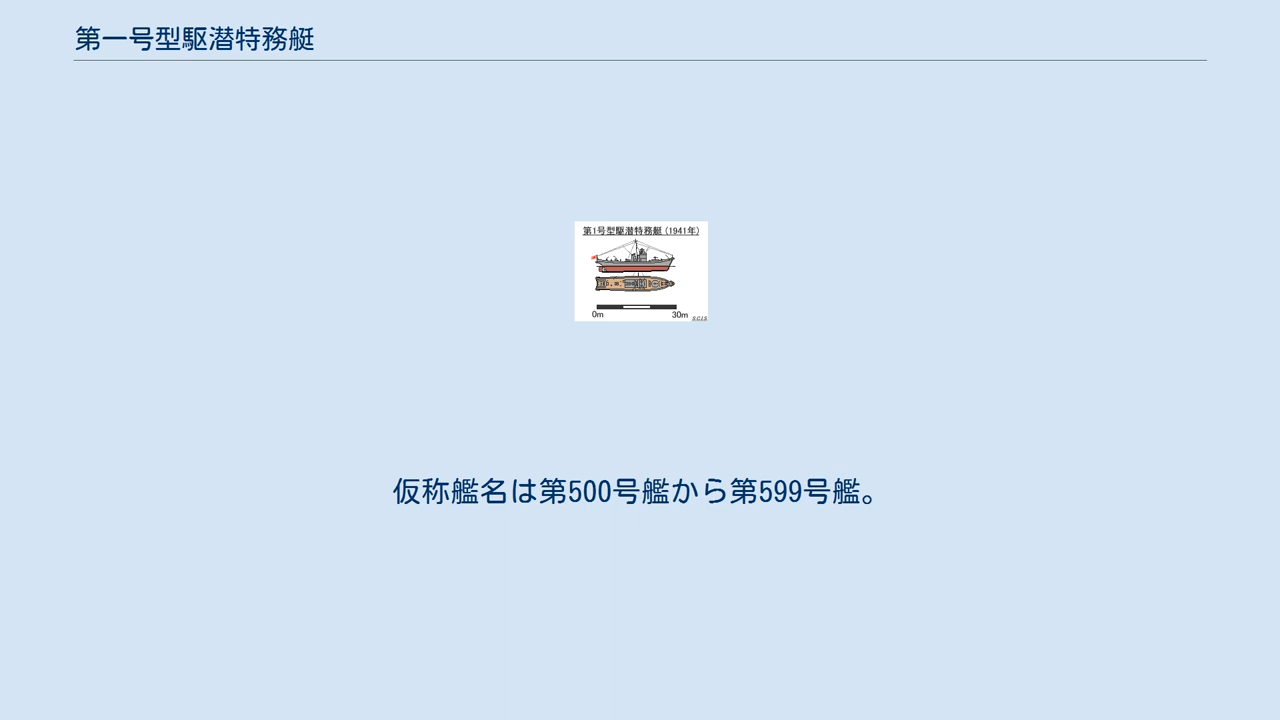 第一号型駆潜特務艇
第1号型駆潜特務艇 (1941年)
0m
30m
仮称艦名は第500号艦から第599号艦。